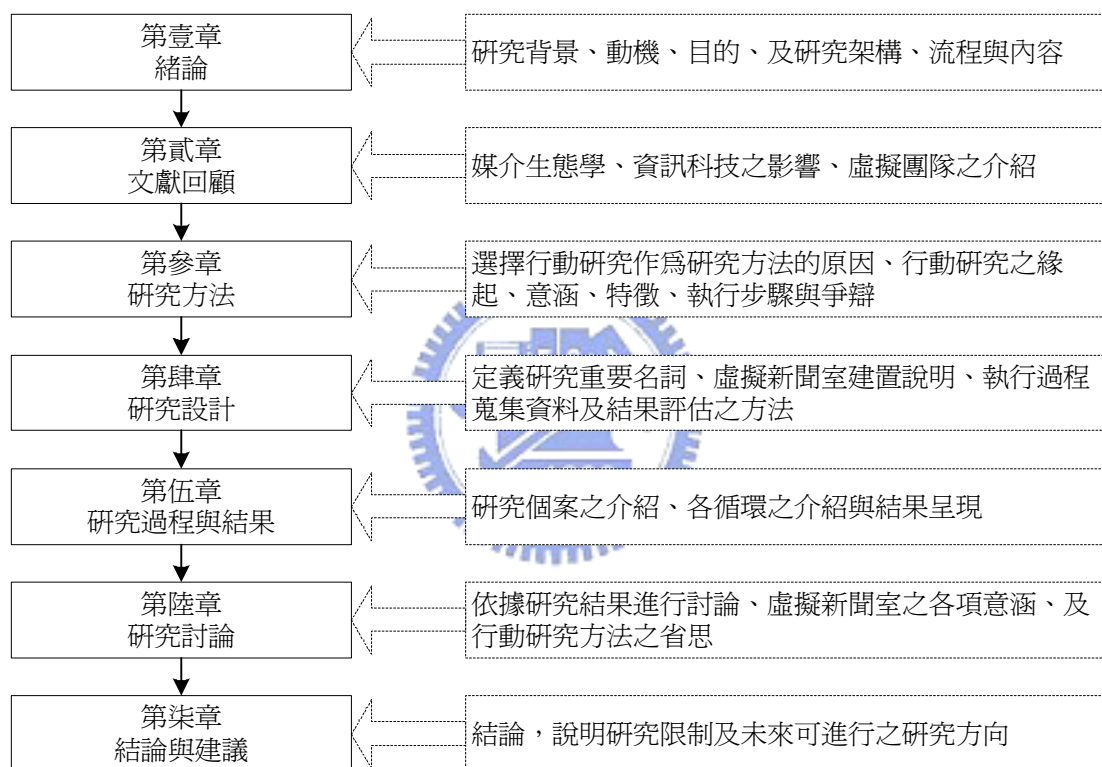 第壹章
緒論
研究背景、動機、目的、及研究架構、流程與內容
第貳章
文獻回顧
媒介生態學、資訊科技之影響、虛擬團隊之介紹
第參章
研究方法
選擇行動研究作為研究方法的原因、行動研究之緣
起、意涵、特徵、執行步驟與爭辯
第肆章
研究設計
定義研究重要名詞、虛擬新聞室建置說明、執行過程
蒐集資料及結果評估之方法
第伍章
研究過程與結果
研究個案之介紹、各循環之介紹與結果呈現
第陸章
研究討論
依據研究結果進行討論、虛擬新聞室之各項意涵、及
行動研究方法之省思
第柒章
結論與建議
結論，說明研究限制及未來可進行之研究方向